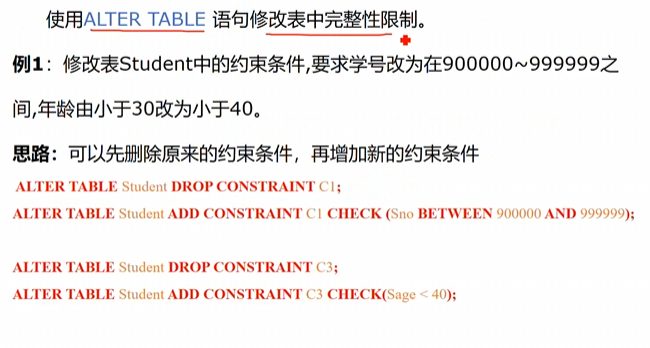 使用ALTER TABLE 语句修改表中完整性限制。
例1：修改表Student中的约束条件,要求学号改为在900000~999999之
间,年龄由小于30改为小于40。
思路：可以先删除原来的约束条件，再增加新的约束条件
ALTER TABLE Student DROP CONSTRAINT C1;
ALTER TABLE Student ADD CONSTRAINT C1 CHECK (Sno BETWEEN 900000 AND 999999);
ALTER TABLE Student DROP CONSTRAINT C3;
ALTER TABLE Student ADD CONSTRAINT C3 CHECK(Sage < 40);